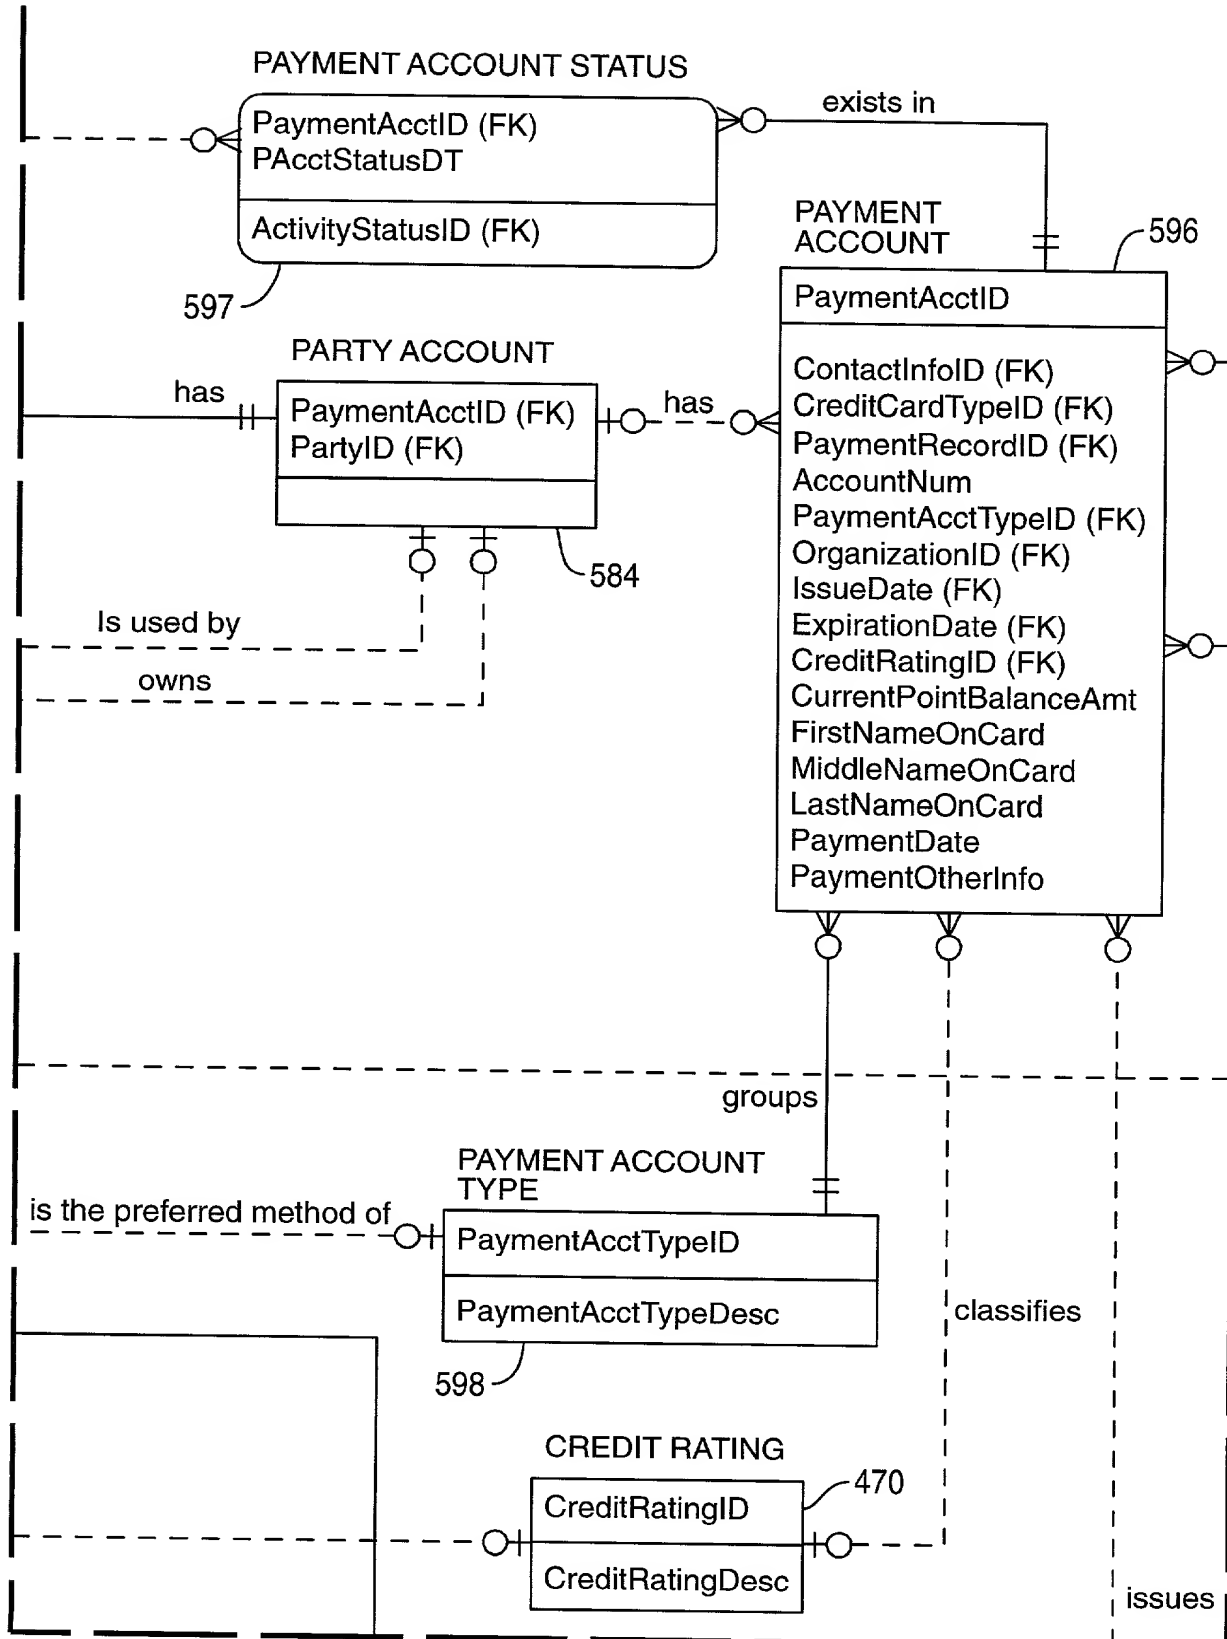 PAYMENT ACCOUNT STATUS
PaymentAcctID (FK)
PAcctStatusDT
ActivityStatusID (FK)
597
exists in
PAYMENT
ACCOUNT
596
PaymentAcctID
ContactInfoID (FK)
CreditCardTypeID (FK)
PaymentRecordID (FK)
AccountNum
PaymentAcctTypeID (FK)
OrganizationID (FK)
IssueDate (FK)
ExpirationDate (FK)
CreditRatingID (FK)
CurrentPointBalanceAmt
FirstNameOnCard
MiddleNameOnCard
LastNameOnCard
PaymentDate
PaymentOtherInfo
PARTY ACCOUNT
has
PaymentAcctID (FK)
PartyID (FK)
has
584
Is used by
owns
groups
PAYMENT ACCOUNT
TYPE
is the preferred method of
PaymentAcctTypeID
PaymentAcctTypeDesc
598
classifies
CREDIT RATING
470
CreditRatingID
CreditRatingDesc
issues